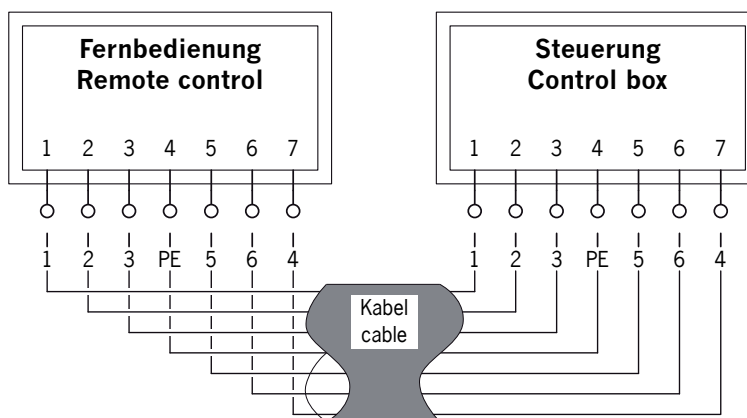 Fernbedienung
Remote control
1 2 3 4 5 6 7
1 2 3 PE 5 6 4
Steuerung
Control box
1 2 3 4 5 6 7
1 2 3 PE 5 6 4
Kabel
cable